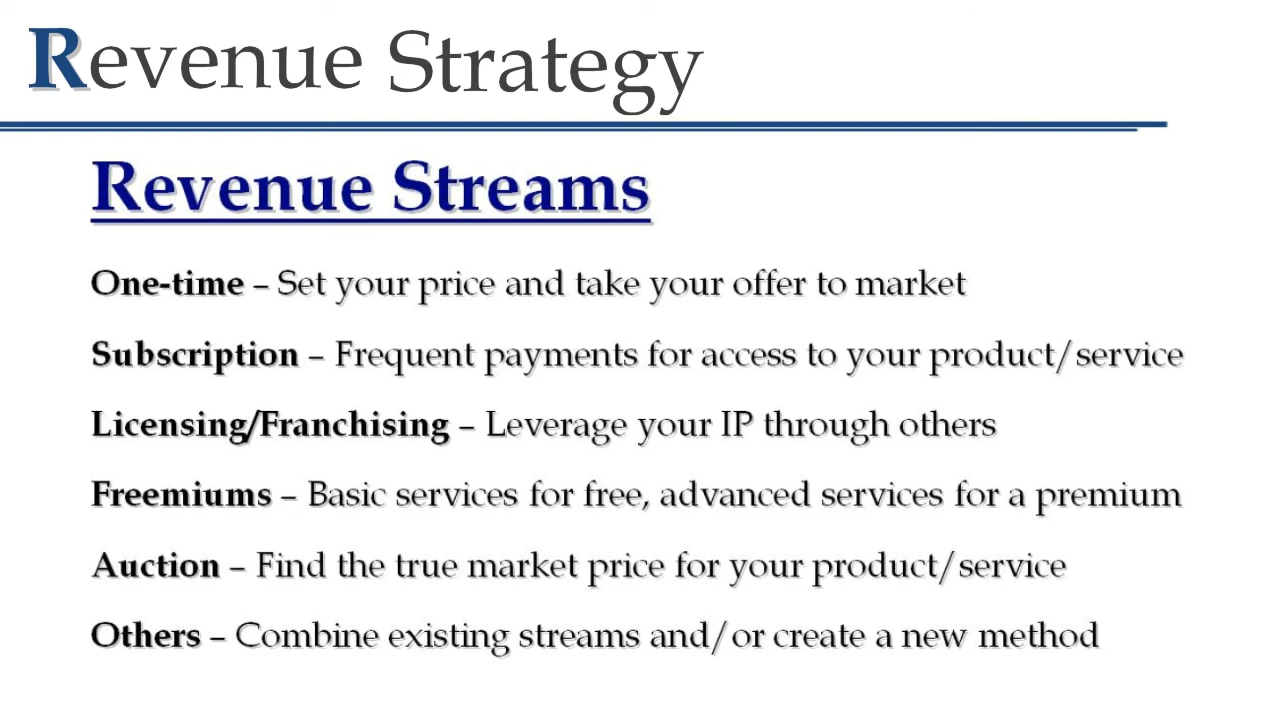 Revenue Strategy
Revenue Streams
One-time – Set your price and take your offer to market
Subscription – Frequent payments for access to your product/service
Licensing/Franchising – Leverage your IP through others
Freemiums – Basic services for free, advanced services for a premium
Auction – Find the true market price for your product/service
Others – Combine existing streams and/or create a new method